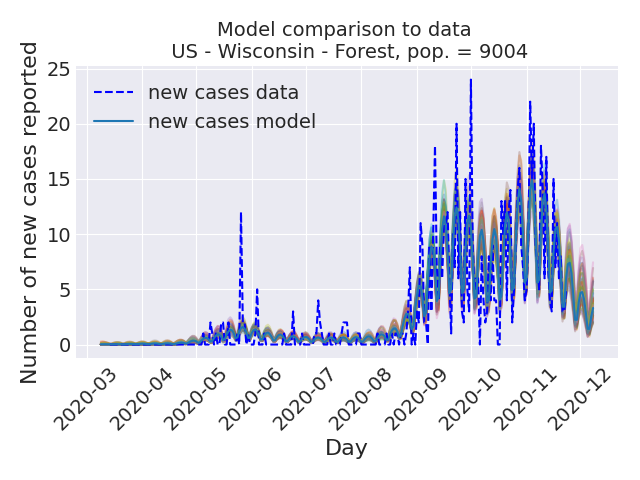 Model comparison to data
US - Wisconsin - Forest, pop. = 9004
Number of new cases reported
25
20
15
10
5
0
new cases data
new cases model
2020-03
2020-04
2020-05
2020-06
2020-07
2020-08
2020-09
2020-10
2020-11
2020-12
Day